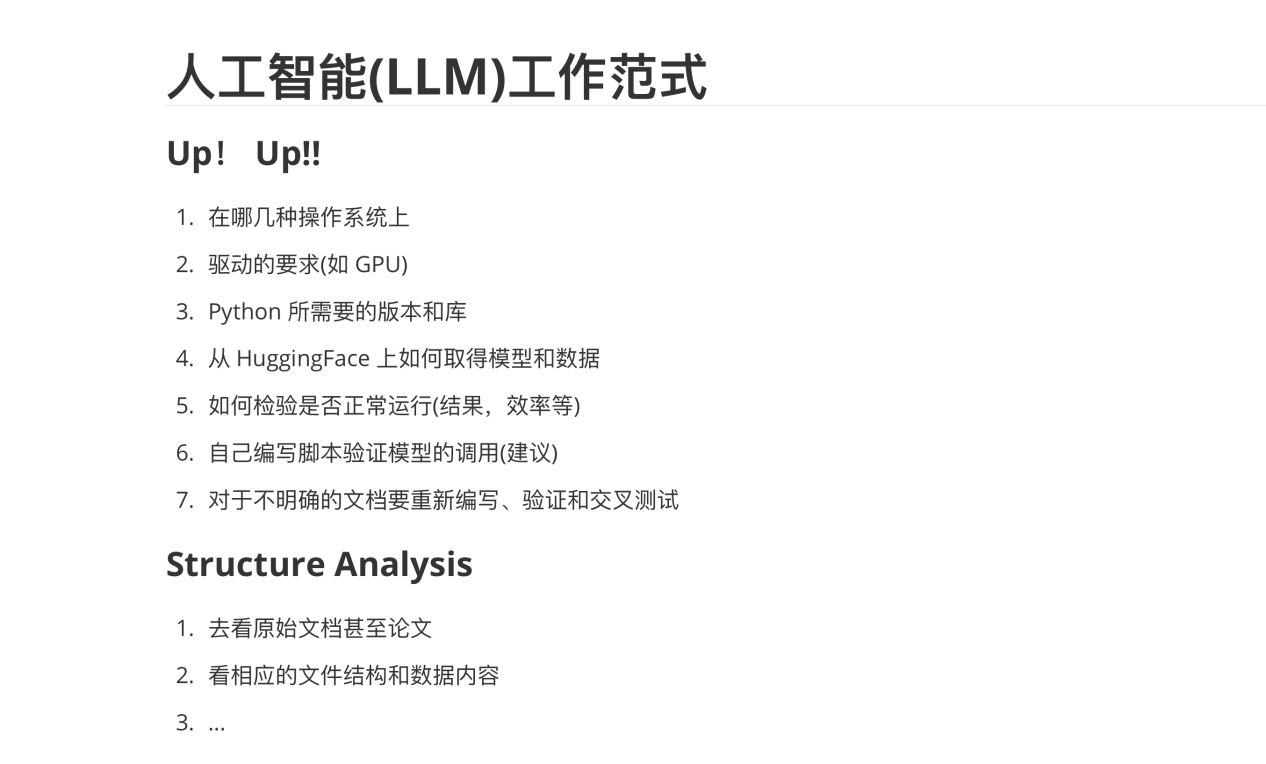 人工智能(LLM)工作范式
Up！ Up!!
1. 在哪几种操作系统上
2. 驱动的要求(如 GPU)
3. Python 所需要的版本和库
4. 从 HuggingFace 上如何取得模型和数据
5. 如何检验是否正常运行(结果，效率等)
6. 自己编写脚本验证模型的调用(建议)
7. 对于不明确的文档要重新编写、验证和交叉测试
Structure Analysis
1. 去看原始文档甚至论文
2. 看相应的文件结构和数据内容
3. ...